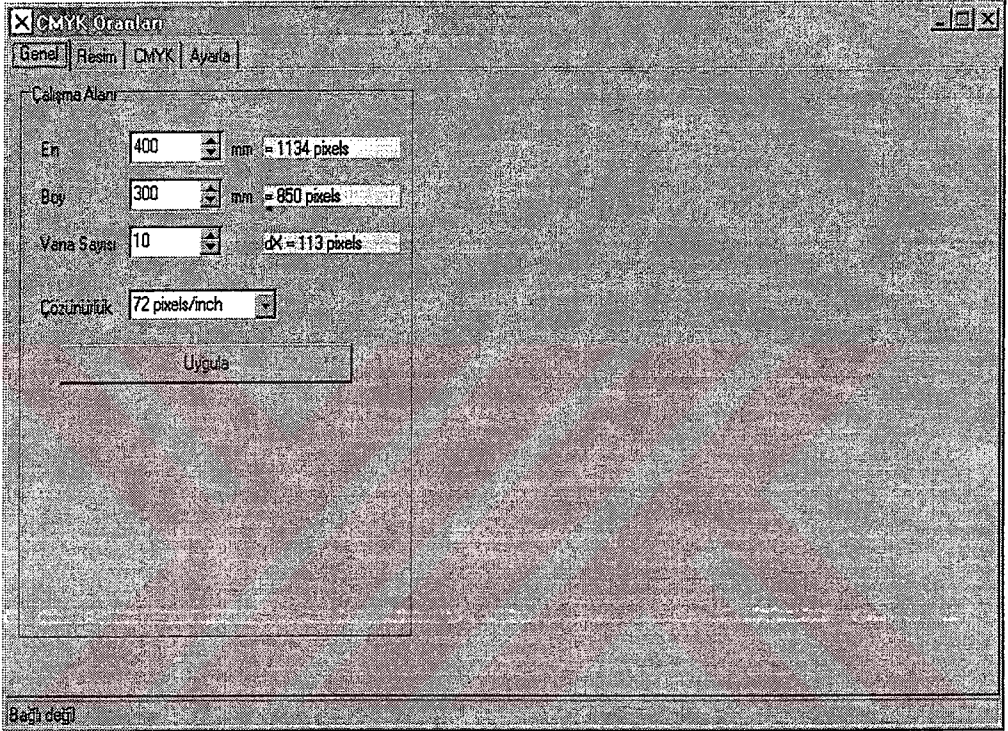 CMYK Oranları
Genel Resim CMYK Ayarla
Çalışma Alanı
En 400 mm = 1134 pixels
Boy 300 mm = 850 pixels
Vana Sayısı 10 dX = 113 pixels
Çözünürlük 72 pixels/inch
Uygula
Bağlı değil